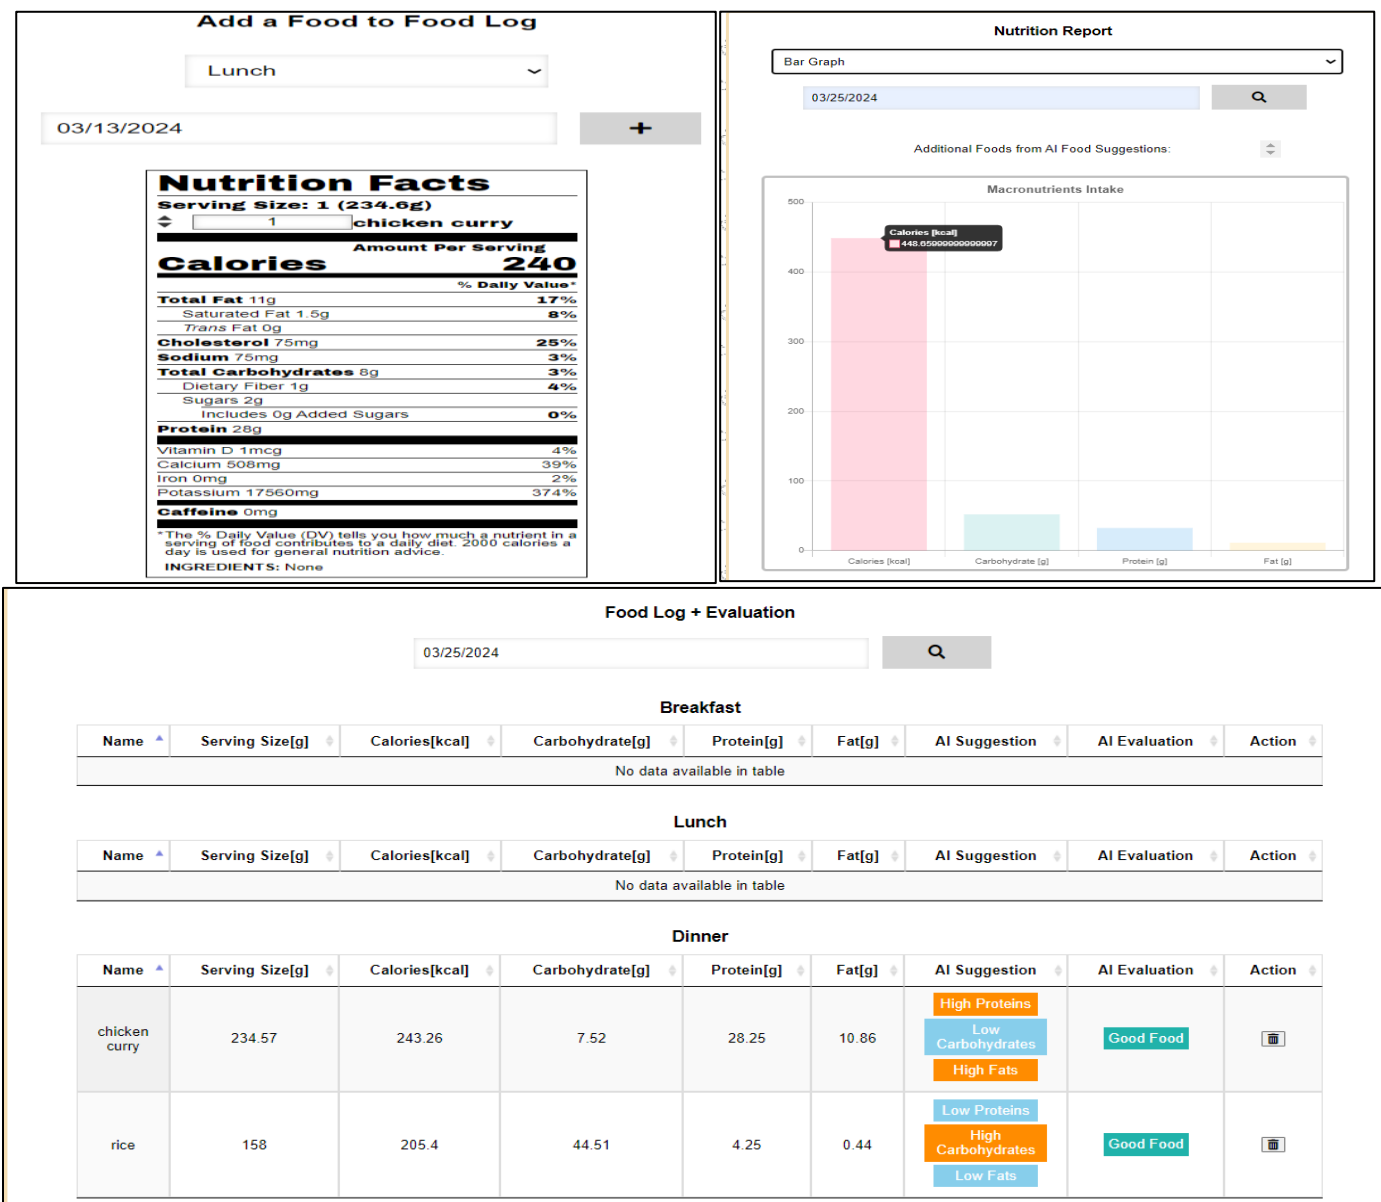 Add a Food to Food Log
Lunch
03/13/2024
+
Nutrition Facts
Serving Size: 1 (234.6g)
1 chicken curry
Amount Per Serving
Calories 240
% Daily Value*
Total Fat 11g 17%
Saturated Fat 1.5g 8%
Trans Fat 0g
Cholesterol 75mg 25%
Sodium 75mg 3%
Total Carbohydrates 8g 3%
Dietary Fiber 1g 4%
Sugars 2g
Includes 0g Added Sugars 0%
Protein 28g
Vitamin D 1mcg 4%
Calcium 508mg 39%
Iron 0mg 2%
Potassium 17560mg 374%
Caffeine 0mg
*The % Daily Value (DV) tells you how much a nutrient in a
serving of food contributes to a daily diet. 2000 calories a
day is used for general nutrition advice.
INGREDIENTS: None
Nutrition Report
Bar Graph
03/25/2024
Additional Foods from AI Food Suggestions:
Macronutrients Intake
500
Calories [kcal]
448.65999999999997
400
300
200
100
0
Calories [kcal] Carbohydrate [g] Protein [g] Fat [g]
Food Log + Evaluation
03/25/2024
Breakfast
Name Serving Size[g] Calories[kcal] Carbohydrate[g] Protein[g] Fat[g] AI Suggestion AI Evaluation Action
No data available in table
Lunch
Name Serving Size[g] Calories[kcal] Carbohydrate[g] Protein[g] Fat[g] AI Suggestion AI Evaluation Action
No data available in table
Dinner
Name Serving Size[g] Calories[kcal] Carbohydrate[g] Protein[g] Fat[g] AI Suggestion AI Evaluation Action
High Proteins
chicken
curry 234.57 243.26 7.52 28.25 10.86 Low
Carbohydrates Good Food
High Fats
Low Proteins
rice 158 205.4 44.51 4.25 0.44 High
Carbohydrates Good Food
Low Fats